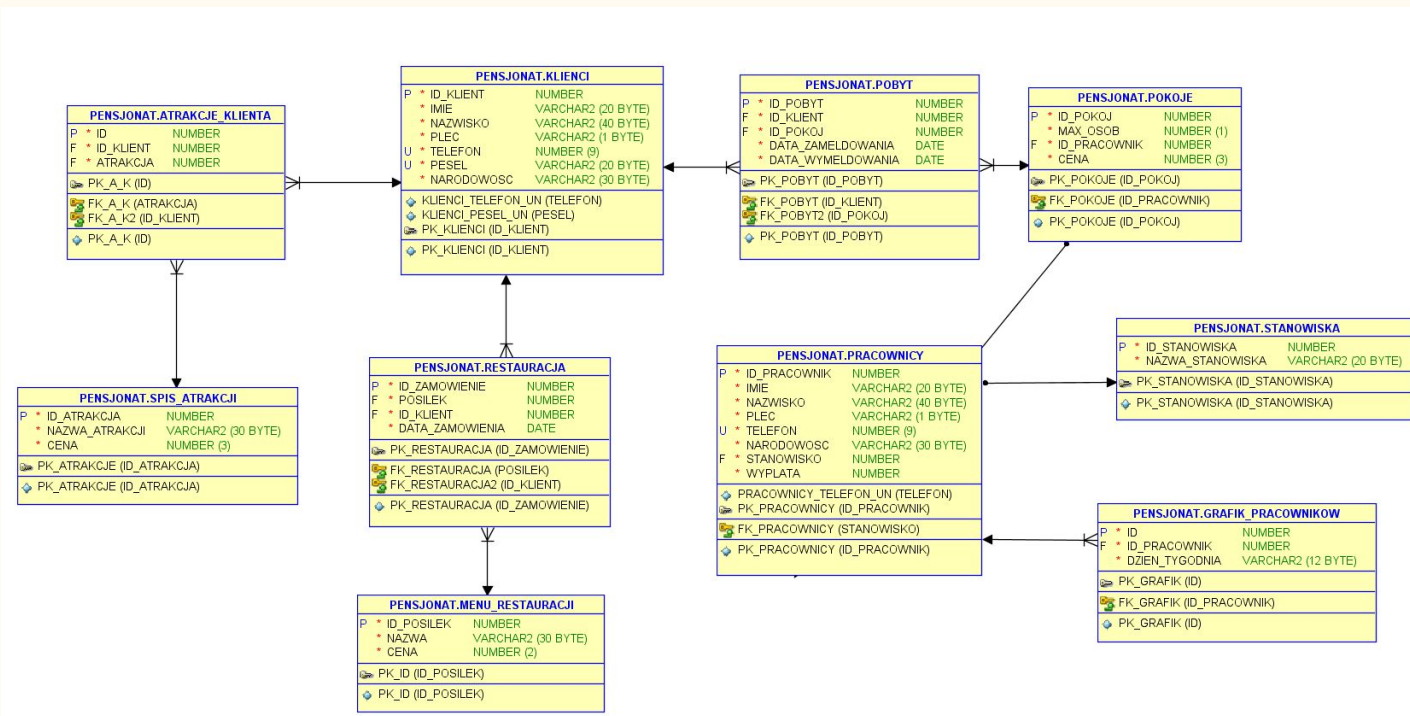 PENSJONAT.ATRAKCJE_KLIENTA
P * ID NUMBER
F * ID_KLIENT NUMBER
F * ATRAKCJA NUMBER
PK_A_K (ID)
FK_A_K (ATRAKCJA)
FK_A_K2 (ID_KLIENT)
PK_A_K (ID)
PENSJONAT.KLIENCI
P * ID_KLIENT NUMBER
* IMIE VARCHAR2 (20 BYTE)
* NAZWISKO VARCHAR2 (40 BYTE)
* PLEC VARCHAR2 (1 BYTE)
U * TELEFON NUMBER (9)
U * PESEL VARCHAR2 (20 BYTE)
* NARODOWOSC VARCHAR2 (30 BYTE)
KLIENCI_TELEFON_UN (TELEFON)
KLIENCI_PESEL_UN (PESEL)
PK_KLIENCI (ID_KLIENT)
PK_KLIENCI (ID_KLIENT)
PENSJONAT.POBYT
P * ID_POBYT NUMBER
F * ID_KLIENT NUMBER
F * ID_POKOJ NUMBER
* DATA_ZAMELDOWANIA DATE
* DATA_WYMELDOWANIA DATE
PK_POBYT (ID_POBYT)
FK_POBYT (ID_KLIENT)
FK_POBYT2 (ID_POKOJ)
PK_POBYT (ID_POBYT)
PENSJONAT.POKOJE
P * ID_POKOJ NUMBER
* MAX_OSOB NUMBER (1)
F * ID_PRACOWNIK NUMBER
* CENA NUMBER (3)
PK_POKOJE (ID_POKOJ)
FK_POKOJE (ID_PRACOWNIK)
PK_POKOJE (ID_POKOJ)
PENSJONAT.SPIS_ATRAKCJI
P * ID_ATRAKCJA NUMBER
* NAZWA_ATRAKCJI VARCHAR2 (30 BYTE)
* CENA NUMBER (3)
PK_ATRAKCJE (ID_ATRAKCJA)
PK_ATRAKCJE (ID_ATRAKCJA)
PENSJONAT.RESTAURACJA
P * ID_ZAMOWIENIE NUMBER
F * POSILEK NUMBER
F * ID_KLIENT NUMBER
* DATA_ZAMOWIENIA DATE
PK_RESTAURACJA (ID_ZAMOWIENIE)
FK_RESTAURACJA (POSILEK)
FK_RESTAURACJA2 (ID_KLIENT)
PK_RESTAURACJA (ID_ZAMOWIENIE)
PENSJONAT.PRACOWNICY
P * ID_PRACOWNIK NUMBER
* IMIE VARCHAR2 (20 BYTE)
* NAZWISKO VARCHAR2 (40 BYTE)
* PLEC VARCHAR2 (1 BYTE)
U * TELEFON NUMBER (9)
* NARODOWOSC VARCHAR2 (30 BYTE)
F * STANOWISKO NUMBER
* WYPLATA NUMBER
PRACOWNICY_TELEFON_UN (TELEFON)
PK_PRACOWNICY (ID_PRACOWNIK)
FK_PRACOWNICY (STANOWISKO)
PK_PRACOWNICY (ID_PRACOWNIK)
PENSJONAT.STANOWISKA
P * ID_STANOWISKA NUMBER
* NAZWA_STANOWISKA VARCHAR2 (20 BYTE)
PK_STANOWISKA (ID_STANOWISKA)
PK_STANOWISKA (ID_STANOWISKA)
PENSJONAT.GRAFIK_PRACOWNIKOW
P * ID NUMBER
F * ID_PRACOWNIK NUMBER
* DZIEN_TYGODNIA VARCHAR2 (12 BYTE)
PK_GRAFIK (ID)
FK_GRAFIK (ID_PRACOWNIK)
PK_GRAFIK (ID)
PENSJONAT.MENU_RESTAURACJI
P * ID_POSILEK NUMBER
* NAZWA VARCHAR2 (30 BYTE)
* CENA NUMBER (2)
PK_ID (ID_POSILEK)
PK_ID (ID_POSILEK)